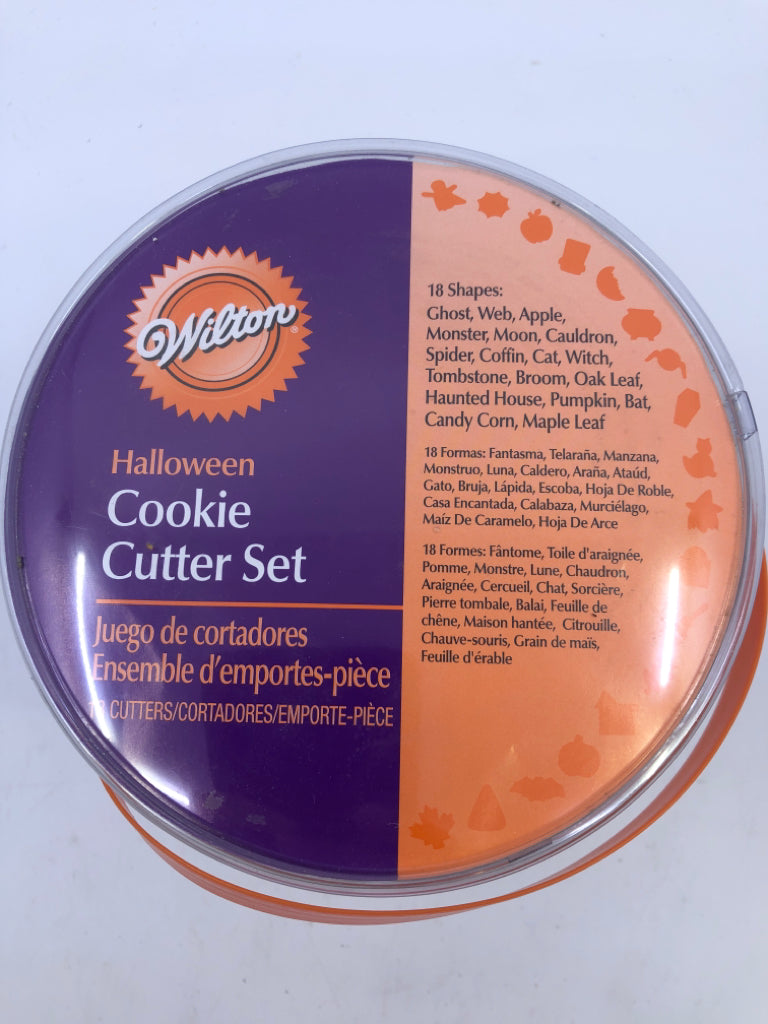 Wilton®
Halloween
Cookie
Cutter Set
Juego de cortadores
Ensemble d'emportes-pièce
18 CUTTERS/CORTADORES/EMPORTE-PIÈCE
18 Shapes:
Ghost, Web, Apple,
Monster, Moon, Cauldron,
Spider, Coffin, Cat, Witch,
Tombstone, Broom, Oak Leaf,
Haunted House, Pumpkin, Bat,
Candy Corn, Maple Leaf
18 Formas: Fantasma, Telaraña, Manzana,
Monstruo, Luna, Caldero, Araña, Ataúd,
Gato, Bruja, Lápida, Escoba, Hoja De Roble,
Casa Encantada, Calabaza, Murciélago,
Maíz De Caramelo, Hoja De Arce
18 Formes: Fântome, Toile d'araignée,
Pomme, Monstre, Lune, Chaudron,
Araignée, Cercueil, Chat, Sorcière,
Pierre tombale, Balai, Feuille de
chêne, Maison hantée, Citrouille,
Chauve-souris, Grain de maïs,
Feuille d'érable